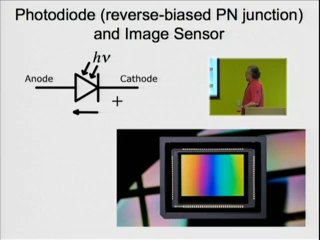 Photodiode (reverse-biased PN junction)
and Image Sensor
hν
Anode
Cathode
+